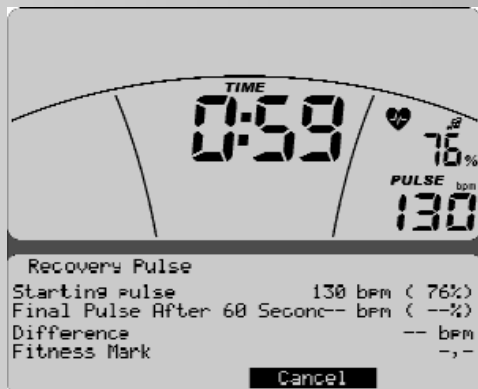 TIME
0:59
76%
PULSE bpm
130
Recovery Pulse
Starting pulse 130 bpm ( 76%)
Final Pulse After 60 Secon-- bpm ( --%)
Difference -- bpm
Fitness Mark -,-
Cancel